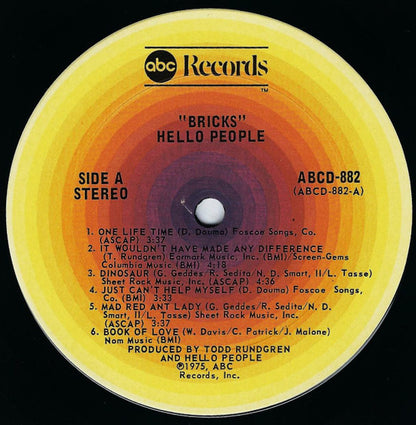 abc Records
TM
"BRICKS"
HELLO PEOPLE
SIDE A
STEREO
ABCD-882
(ABCD-882-A)
1. ONE LIFE TIME (D. Douma) Foscoe Songs, Co.
(ASCAP) 3:37
2. IT WOULDN'T HAVE MADE ANY DIFFERENCE
(T. Rundgren) Earmark Music, Inc. (BMI)/Screen-Gems
Columbia Music (BMI) 4:18
3. DINOSAUR (G. Geddes/R. Sedita/N.D. Smart, II/L. Tasse)
Sheet Rock Music, Inc. (ASCAP) 4:36
4. JUST CAN'T HELP MYSELF (D. Douma) Foscoe Songs,
Co. (BMI) 3:33
5. MAD RED ANT LADY (G. Geddes/R. Sedita/N. D.
Smart, II/L. Tasse) Sheet Rock Music, Inc.
(ASCAP) 3:37
6. BOOK OF LOVE (W. Davis/C. Patrick/J. Malone)
Nom Music (BMI)
PRODUCED BY TODD RUNDGREN
AND HELLO PEOPLE
℗1975, ABC
Records, Inc.